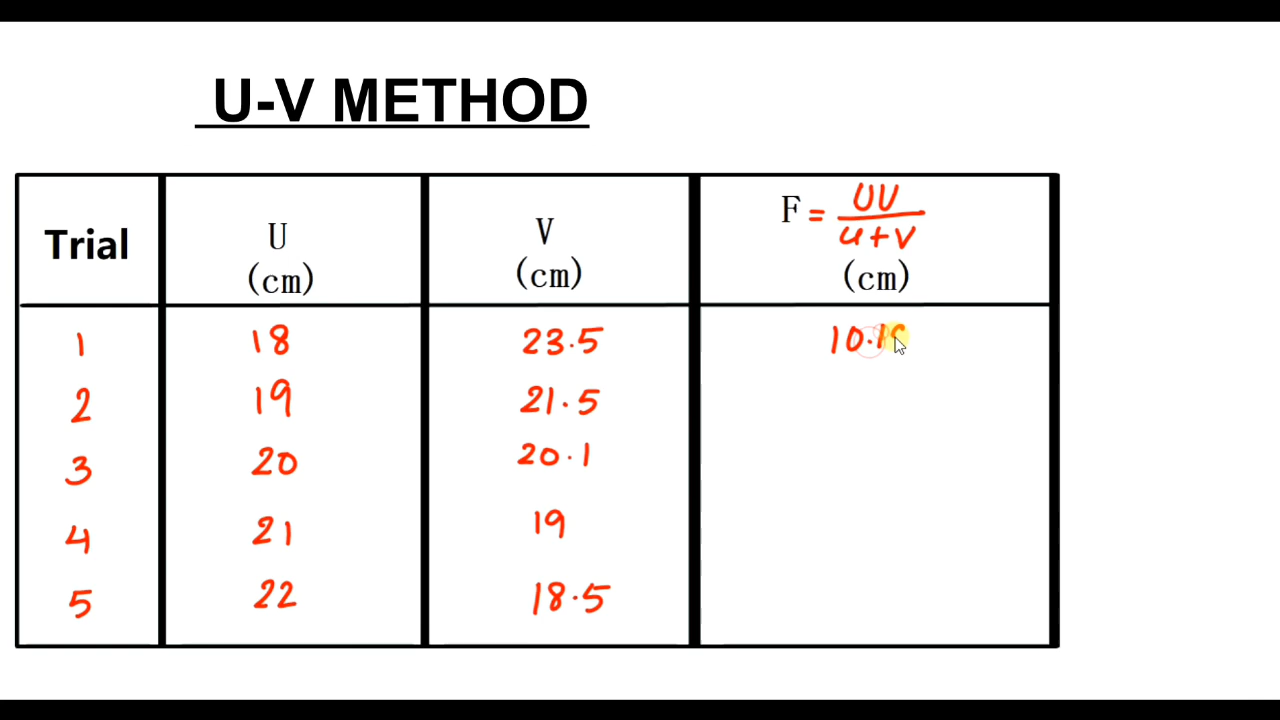 U-V METHOD
Trial U (cm) V (cm) F = UV / u+v (cm)
1 18 23.5
2 19 21.5
3 20 20.1
4 21 19
5 22 18.5